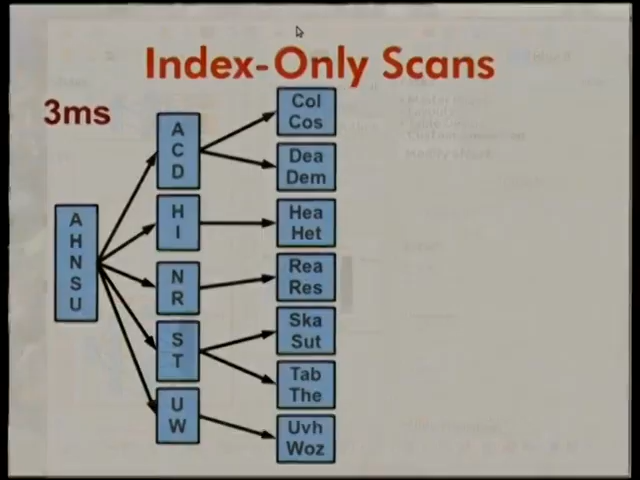 Index-Only Scans
3ms
A
H
N
S
U
A
C
D
H
I
N
R
S
T
U
W
Col
Cos
Dea
Dem
Hea
Het
Rea
Res
Ska
Sut
Tab
The
Uvh
Woz